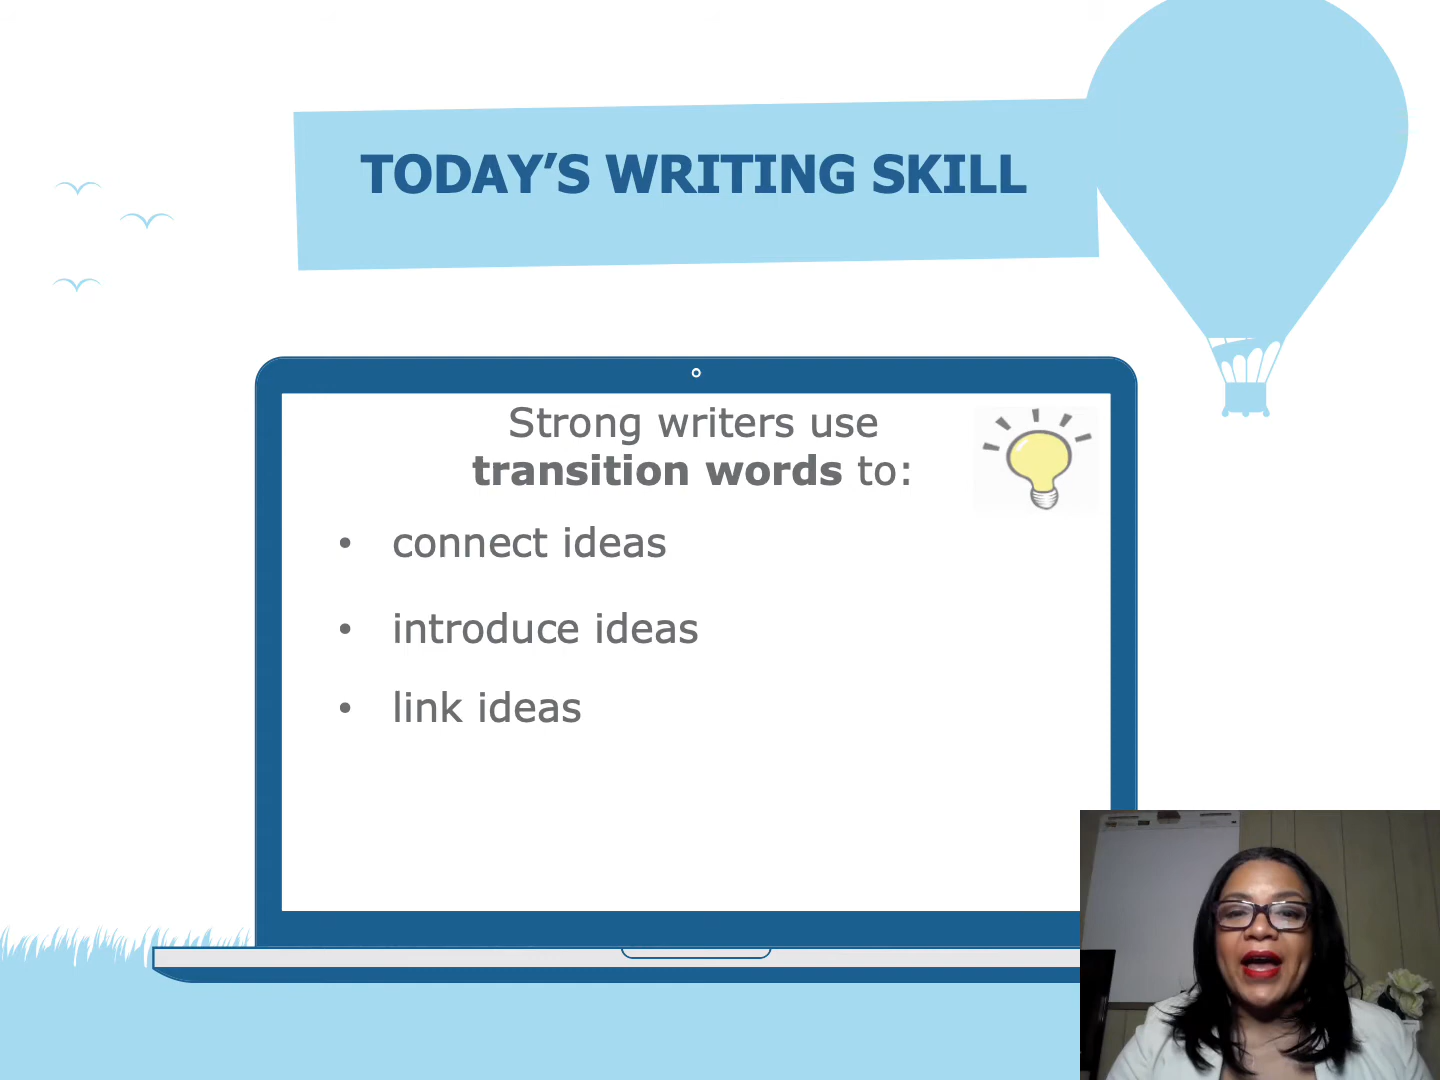 TODAY’S WRITING SKILL
Strong writers use
transition words to:
• connect ideas
• introduce ideas
• link ideas